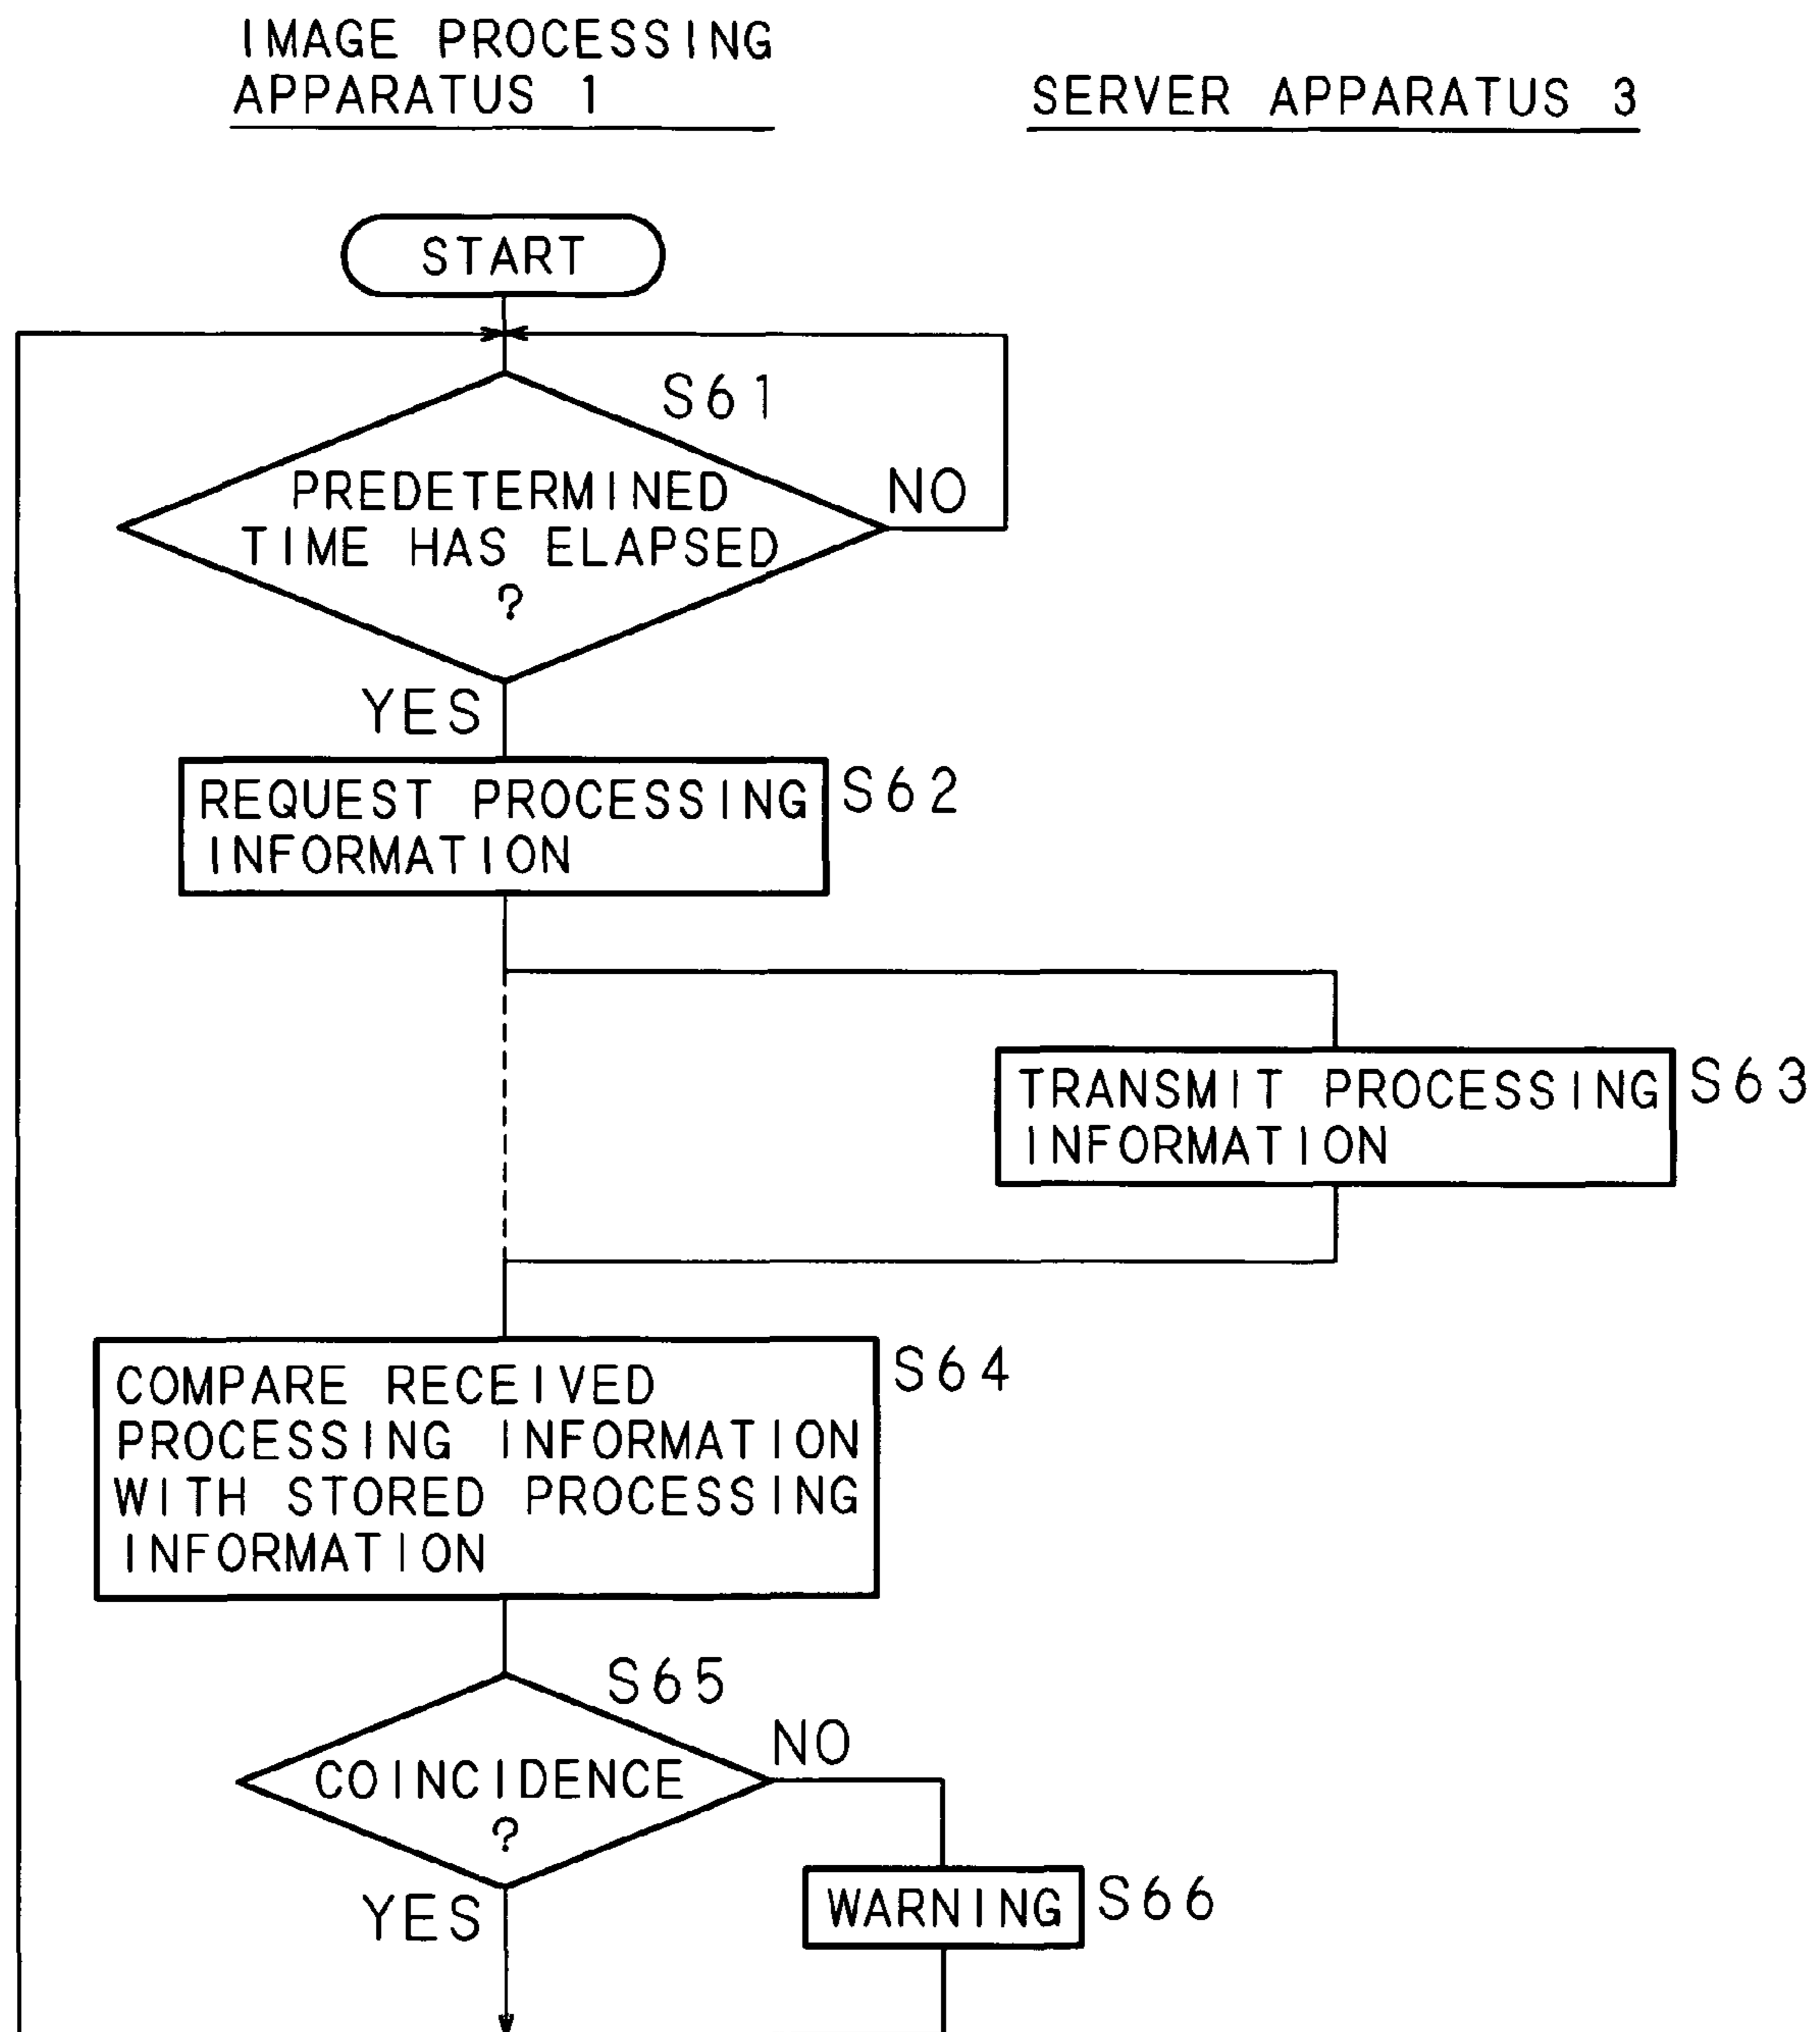 IMAGE PROCESSING
APPARATUS 1
SERVER APPARATUS 3
START
S61
PREDETERMINED
TIME HAS ELAPSED
?
NO
YES
REQUEST PROCESSING
INFORMATION
S62
TRANSMIT PROCESSING
INFORMATION
S63
COMPARE RECEIVED
PROCESSING INFORMATION
WITH STORED PROCESSING
INFORMATION
S64
S65
COINCIDENCE
?
NO
YES
WARNING
S66